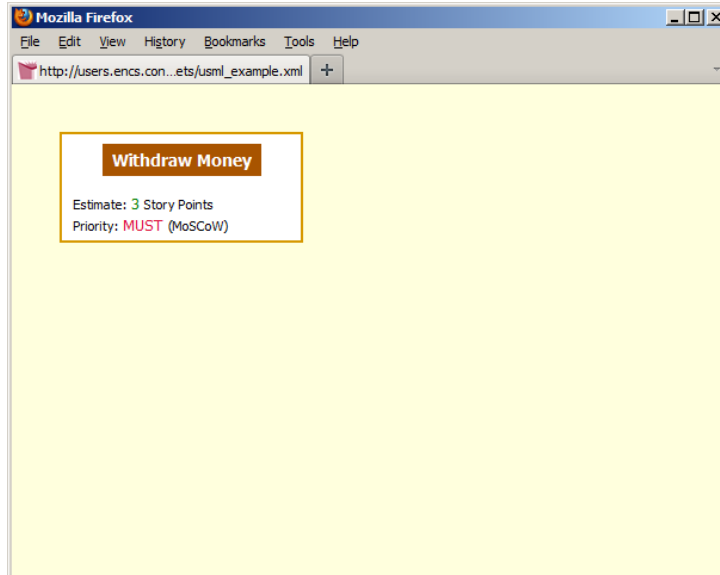 Mozilla Firefox
File Edit View History Bookmarks Tools Help
http://users.encs.con...ets/usml_example.xml
Withdraw Money
Estimate: 3 Story Points
Priority: MUST (MoSCoW)